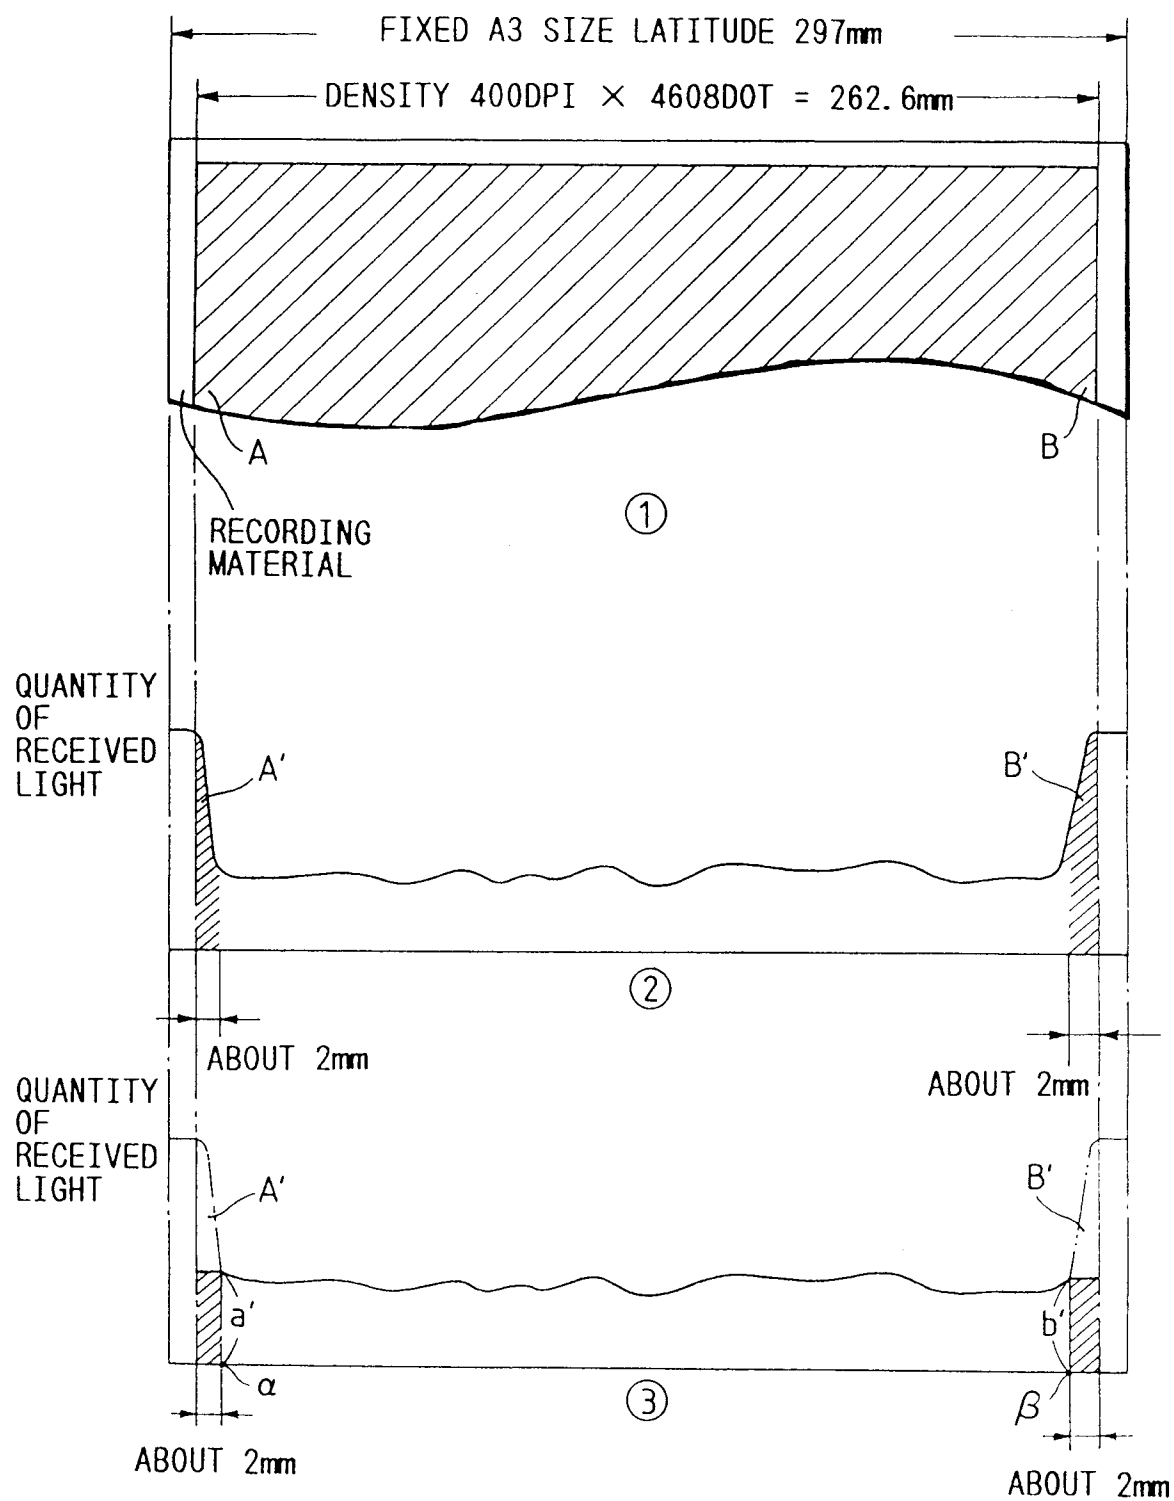 FIXED A3 SIZE LATITUDE 297mm
DENSITY 400DPI × 4608DOT = 262.6mm
A
B
RECORDING
MATERIAL
①
QUANTITY
OF
RECEIVED
LIGHT
A'
B'
②
ABOUT 2mm
ABOUT 2mm
QUANTITY
OF
RECEIVED
LIGHT
A'
B'
a'
b'
α
β
③
ABOUT 2mm
ABOUT 2mm